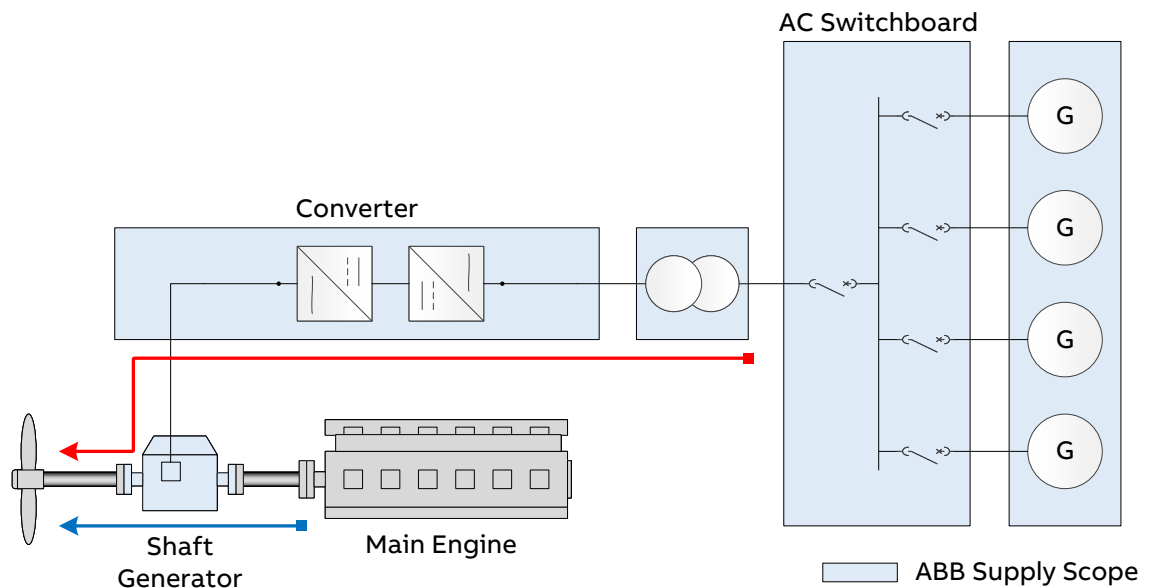 AC Switchboard
G
Converter
G
G
G
Main Engine
Shaft
Generator
ABB Supply Scope